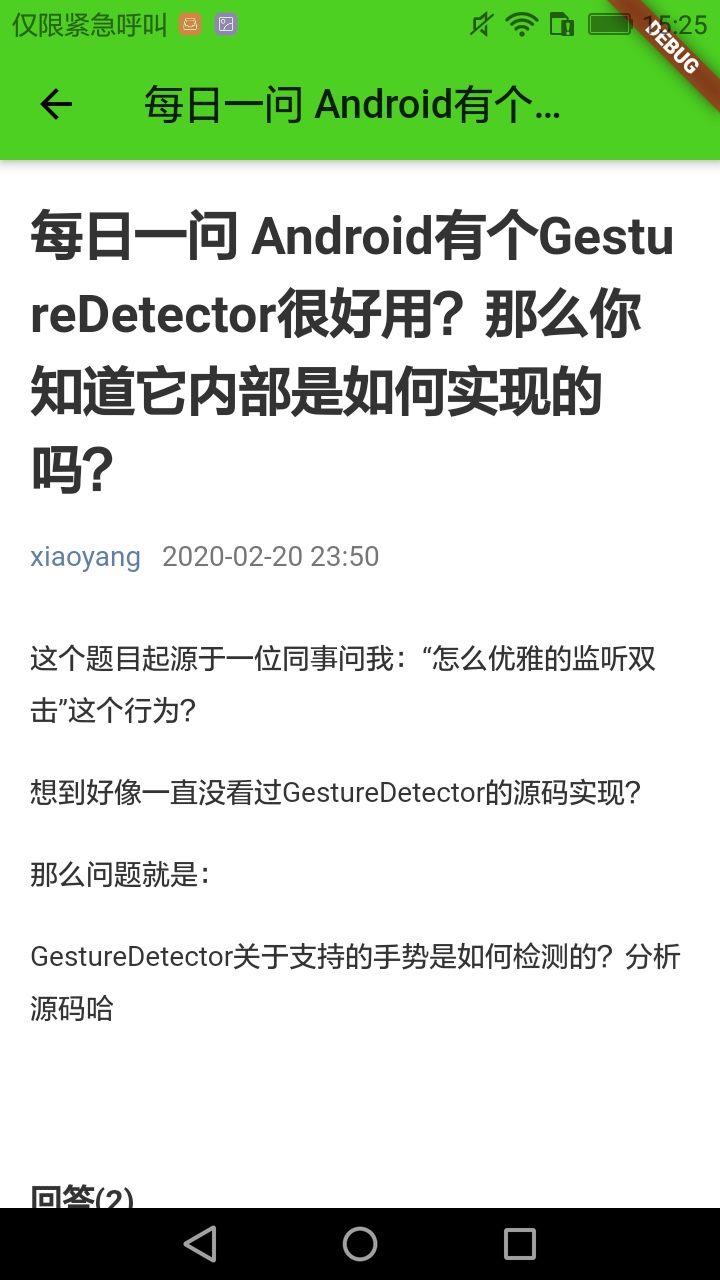 仅限紧急呼叫
15:25
DEBUG
每日一问 Android有个…
每日一问 Android有个Gestu
reDetector很好用？那么你
知道它内部是如何实现的
吗？
xiaoyang 2020-02-20 23:50
这个题目起源于一位同事问我：“怎么优雅的监听双
击”这个行为？
想到好像一直没看过GestureDetector的源码实现？
那么问题就是：
GestureDetector关于支持的手势是如何检测的？分析
源码哈
回答(2)